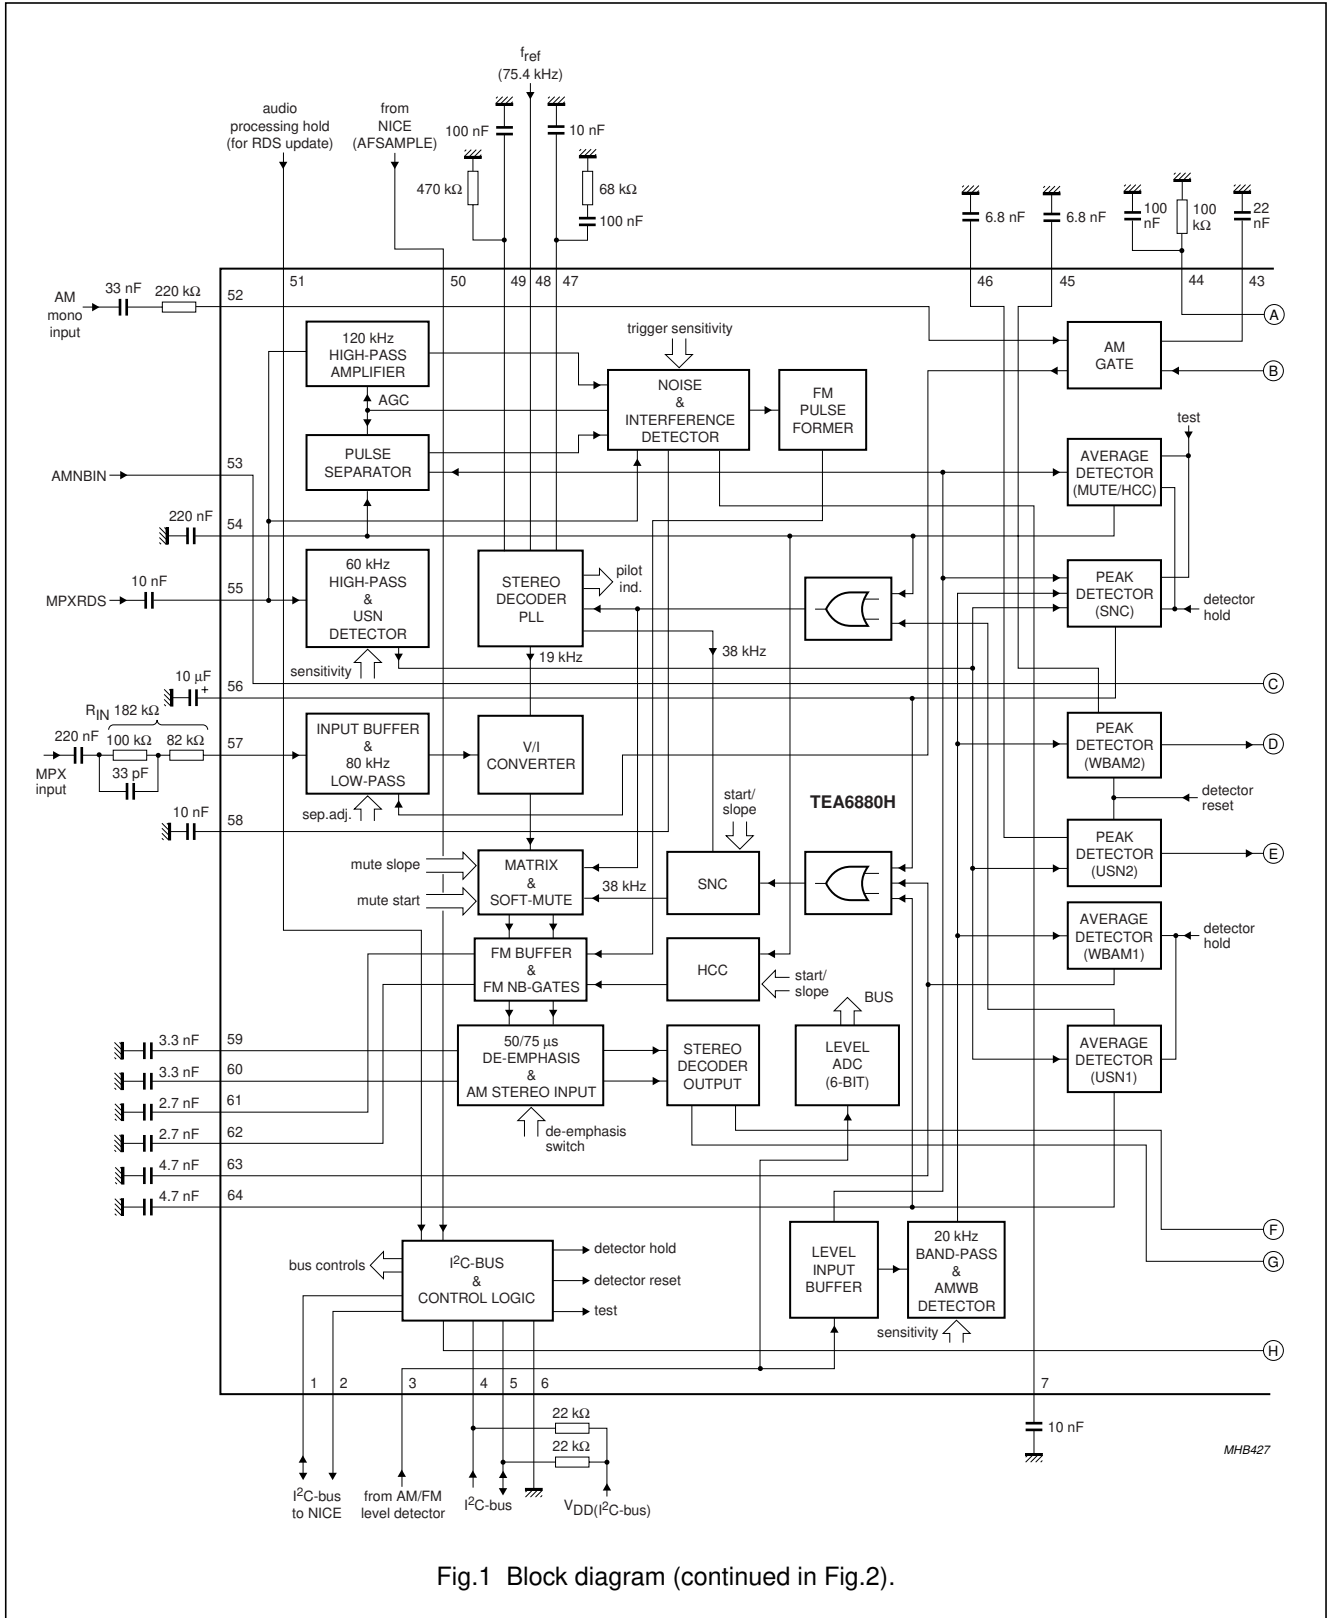 f_ref
(75.4 kHz)
audio
processing hold
(for RDS update)
from
NICE
(AFSAMPLE)
100 nF
10 nF
470 kΩ
68 kΩ
100 nF
6.8 nF
6.8 nF
100
nF
100
kΩ
22
nF
51
50
49
48
47
46
45
44
43
AM
mono
input
33 nF
220 kΩ
52
A
120 kHz
HIGH-PASS
AMPLIFIER
trigger sensitivity
AM
GATE
B
AGC
NOISE
&
INTERFERENCE
DETECTOR
FM
PULSE
FORMER
test
PULSE
SEPARATOR
AMNBIN
53
AVERAGE
DETECTOR
(MUTE/HCC)
220 nF
54
60 kHz
HIGH-PASS
&
USN
DETECTOR
STEREO
DECODER
PLL
pilot
ind.
PEAK
DETECTOR
(SNC)
detector
hold
MPXRDS
10 nF
55
sensitivity
19 kHz
38 kHz
10 µF
+
56
C
R_IN 182 kΩ
220 nF
100 kΩ
82 kΩ
57
33 pF
MPX
input
INPUT BUFFER
&
80 kHz
LOW-PASS
V/I
CONVERTER
PEAK
DETECTOR
(WBAM2)
D
sep.adj.
start/
slope
TEA6880H
detector
reset
10 nF
58
mute slope
mute start
MATRIX
&
SOFT-MUTE
38 kHz
SNC
PEAK
DETECTOR
(USN2)
E
FM BUFFER
&
FM NB-GATES
HCC
start/
slope
AVERAGE
DETECTOR
(WBAM1)
detector
hold
BUS
3.3 nF
59
3.3 nF
60
2.7 nF
61
2.7 nF
62
4.7 nF
63
4.7 nF
64
50/75 µs
DE-EMPHASIS
&
AM STEREO INPUT
STEREO
DECODER
OUTPUT
LEVEL
ADC
(6-BIT)
AVERAGE
DETECTOR
(USN1)
de-emphasis
switch
F
G
bus controls
I²C-BUS
&
CONTROL LOGIC
detector hold
detector reset
test
LEVEL
INPUT
BUFFER
20 kHz
BAND-PASS
&
AMWB
DETECTOR
sensitivity
H
1
2
3
4
5
6
7
22 kΩ
22 kΩ
10 nF
MHB427
I²C-bus
to NICE
from AM/FM
level detector
I²C-bus
V_DD(I²C-bus)
Fig.1 Block diagram (continued in Fig.2).